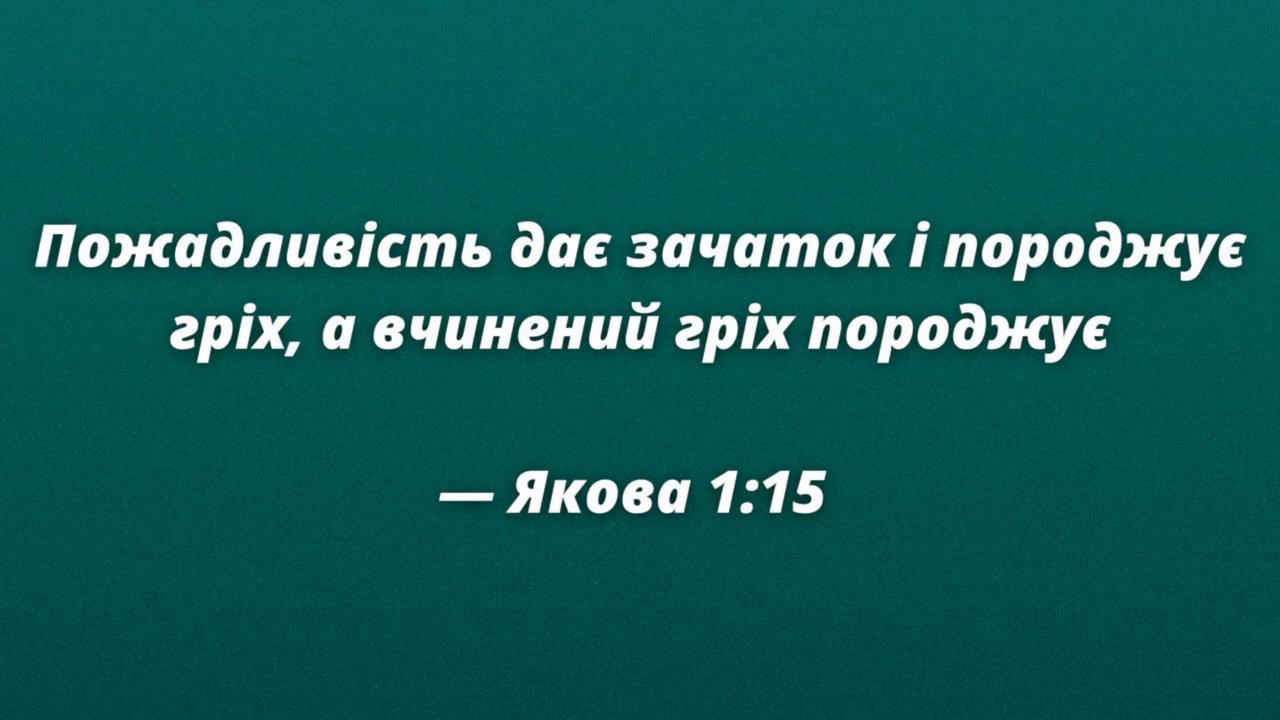 Пожадливість дає зачаток і породжує
гріх, а вчинений гріх породжує
— Якова 1:15